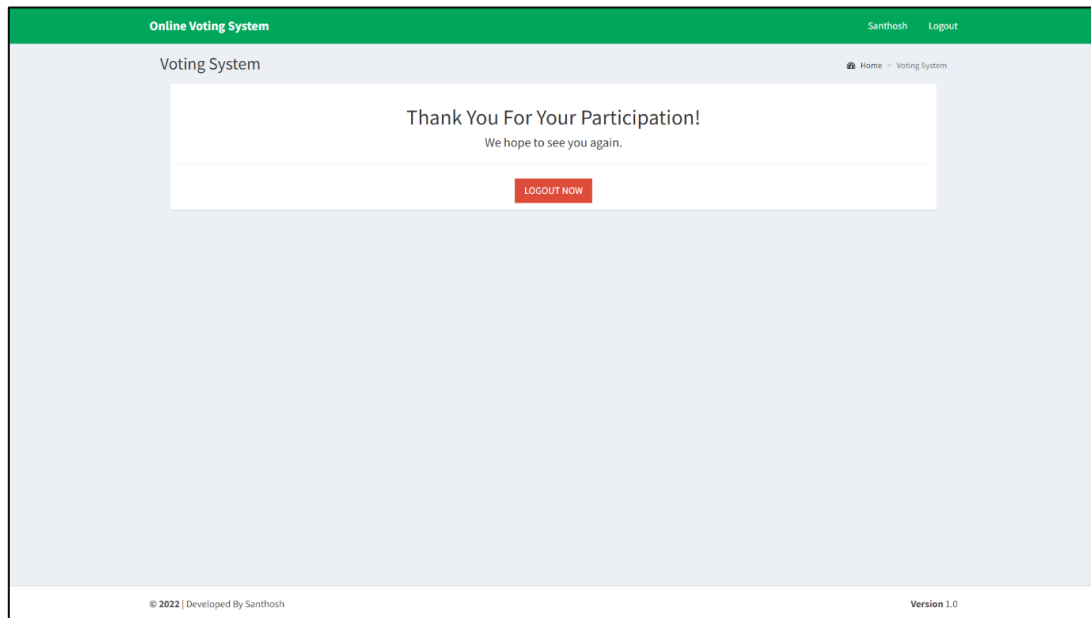 Online Voting System Santhosh Logout
Voting System Home > Voting System
Thank You For Your Participation!
We hope to see you again.
LOGOUT NOW
© 2022 | Developed By Santhosh Version 1.0